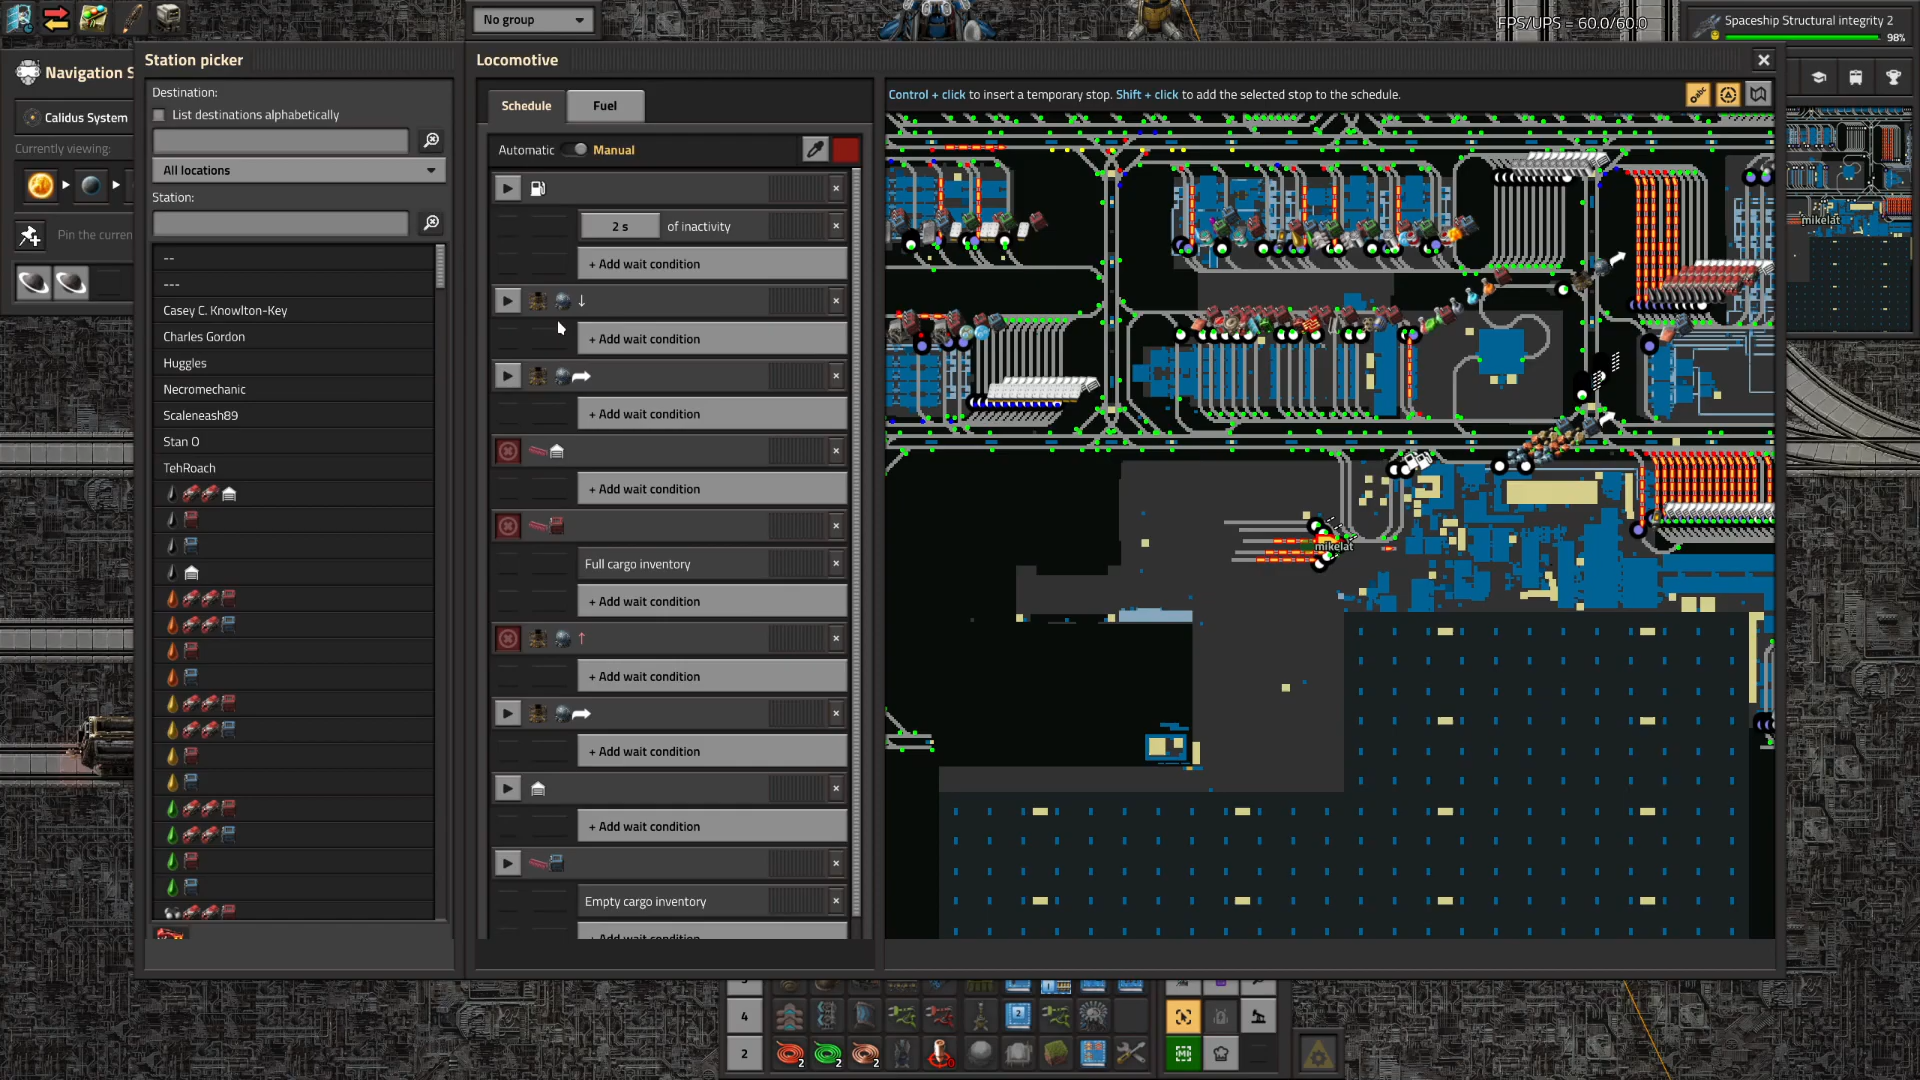 No group
FPS/UPS = 60.0/60.0
Spaceship Structural integrity 2
98%
Navigation S
Calidus System
Currently viewing:
Pin the curren
Station picker
Destination:
List destinations alphabetically
All locations
Station:
--
---
Casey C. Knowlton-Key
Charles Gordon
Huggles
Necromechanic
Scaleneash89
Stan O
TehRoach
Locomotive
Schedule
Fuel
Automatic
Manual
2 s
of inactivity
+ Add wait condition
+ Add wait condition
+ Add wait condition
+ Add wait condition
Full cargo inventory
+ Add wait condition
+ Add wait condition
+ Add wait condition
+ Add wait condition
Empty cargo inventory
+ Add wait condition
Control + click to insert a temporary stop. Shift + click to add the selected stop to the schedule.
mikelat
mikelat
4
2
2
2
2
2